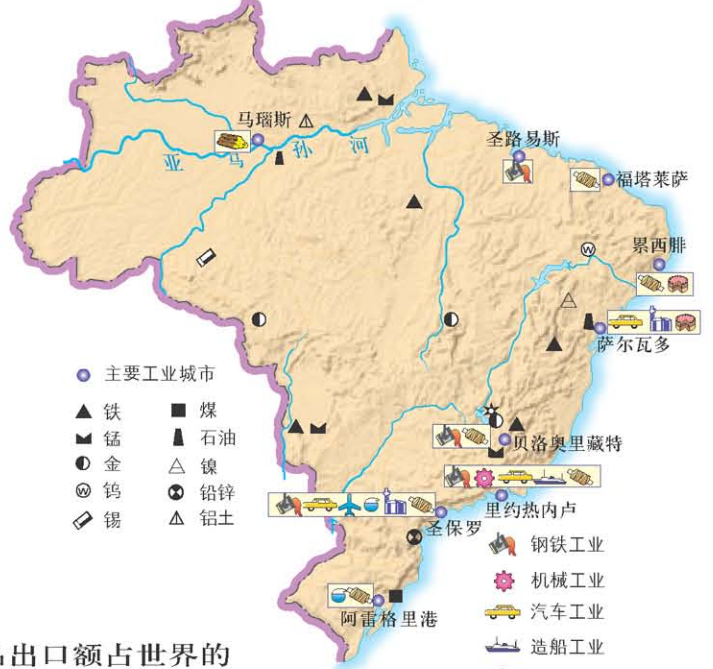 马瑙斯
亚马孙河
圣路易斯
福塔莱萨
累西腓
W
萨尔瓦多
主要工业城市
铁
煤
锰
石油
金
镍
W
钨
铅锌
锡
铝土
贝洛奥里藏特
里约热内卢
圣保罗
阿雷格里港
钢铁工业
机械工业
汽车工业
造船工业
出口额占世界的